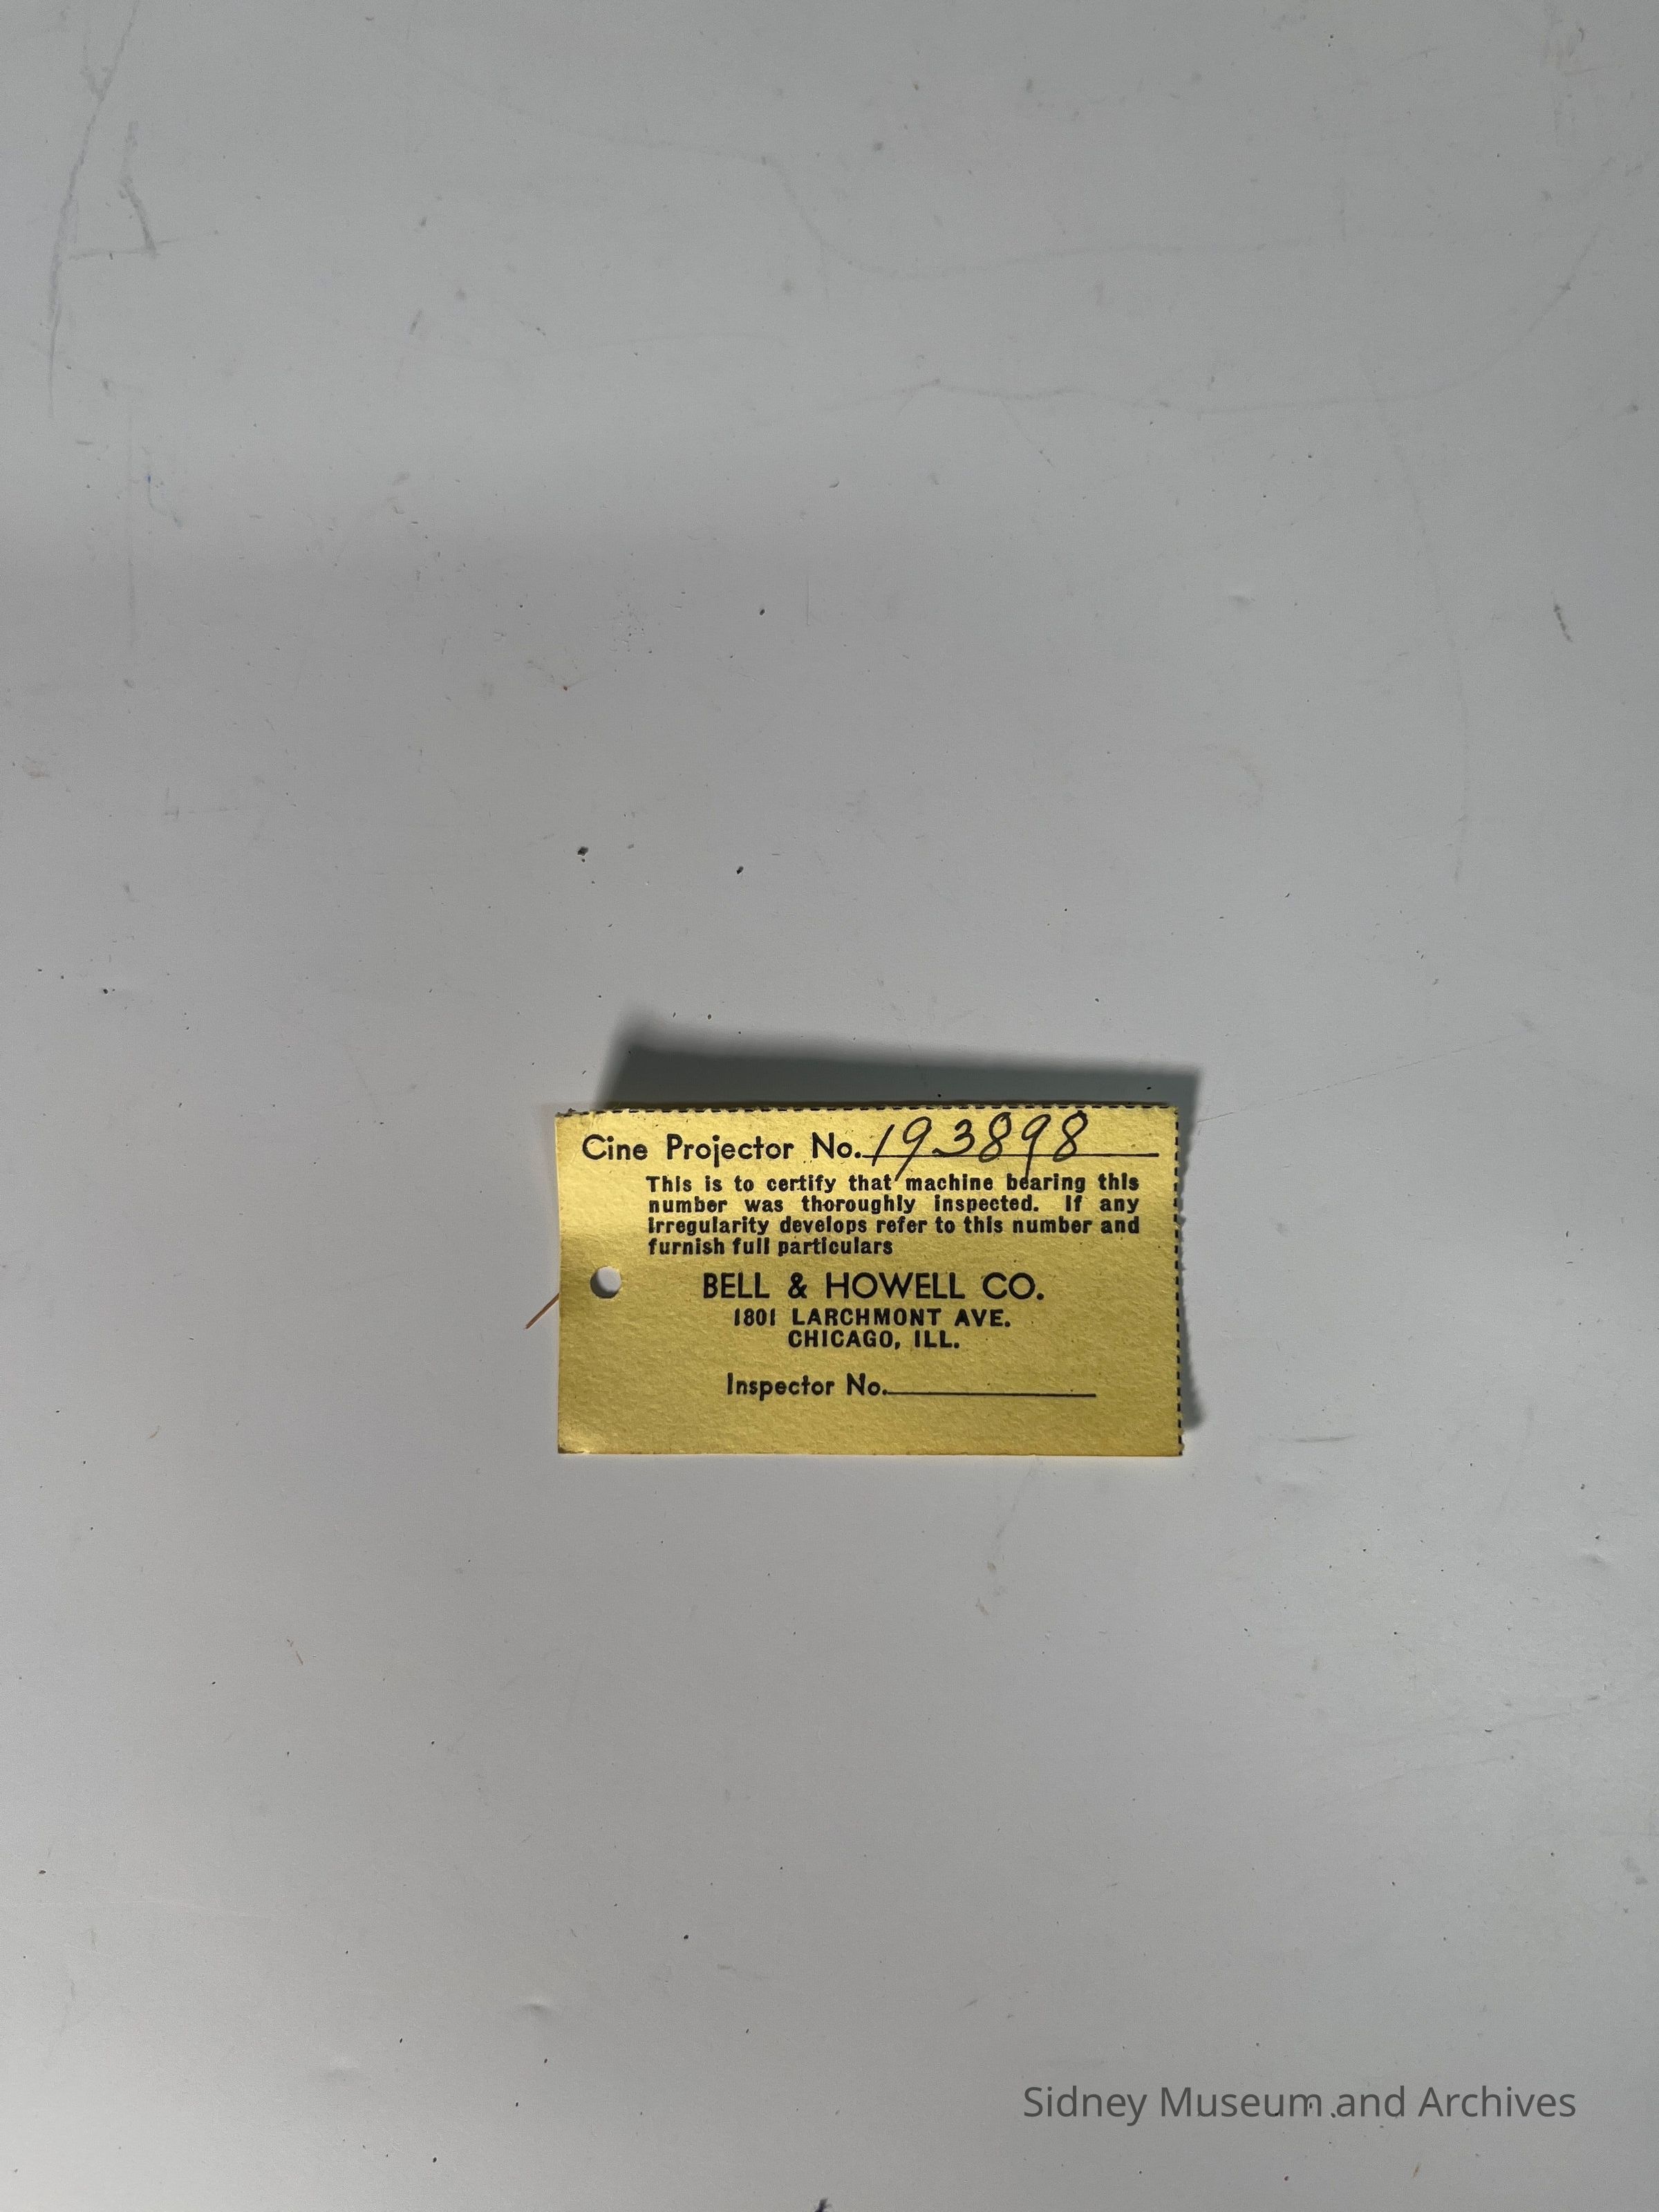 Cine Projector No. 193898
This is to certify that machine bearing this
number was thoroughly inspected. If any
irregularity develops refer to this number and
furnish full particulars
BELL & HOWELL CO.
1801 LARCHMONT AVE.
CHICAGO, ILL.
Inspector No.
Sidney Museum and Archives